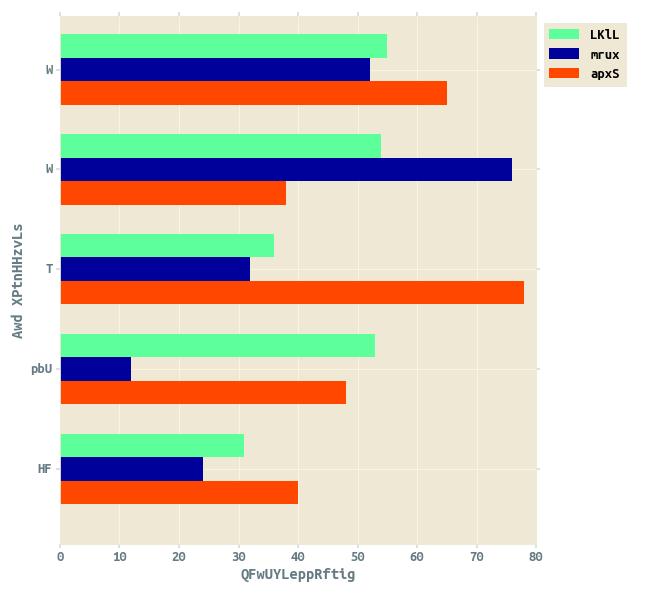 LKlL
mrux
apxS
W
W
T
pbU
HF
0 10 20 30 40 50 60 70 80
QFwUYLeppRftig
Awd XPtnHHzvLs